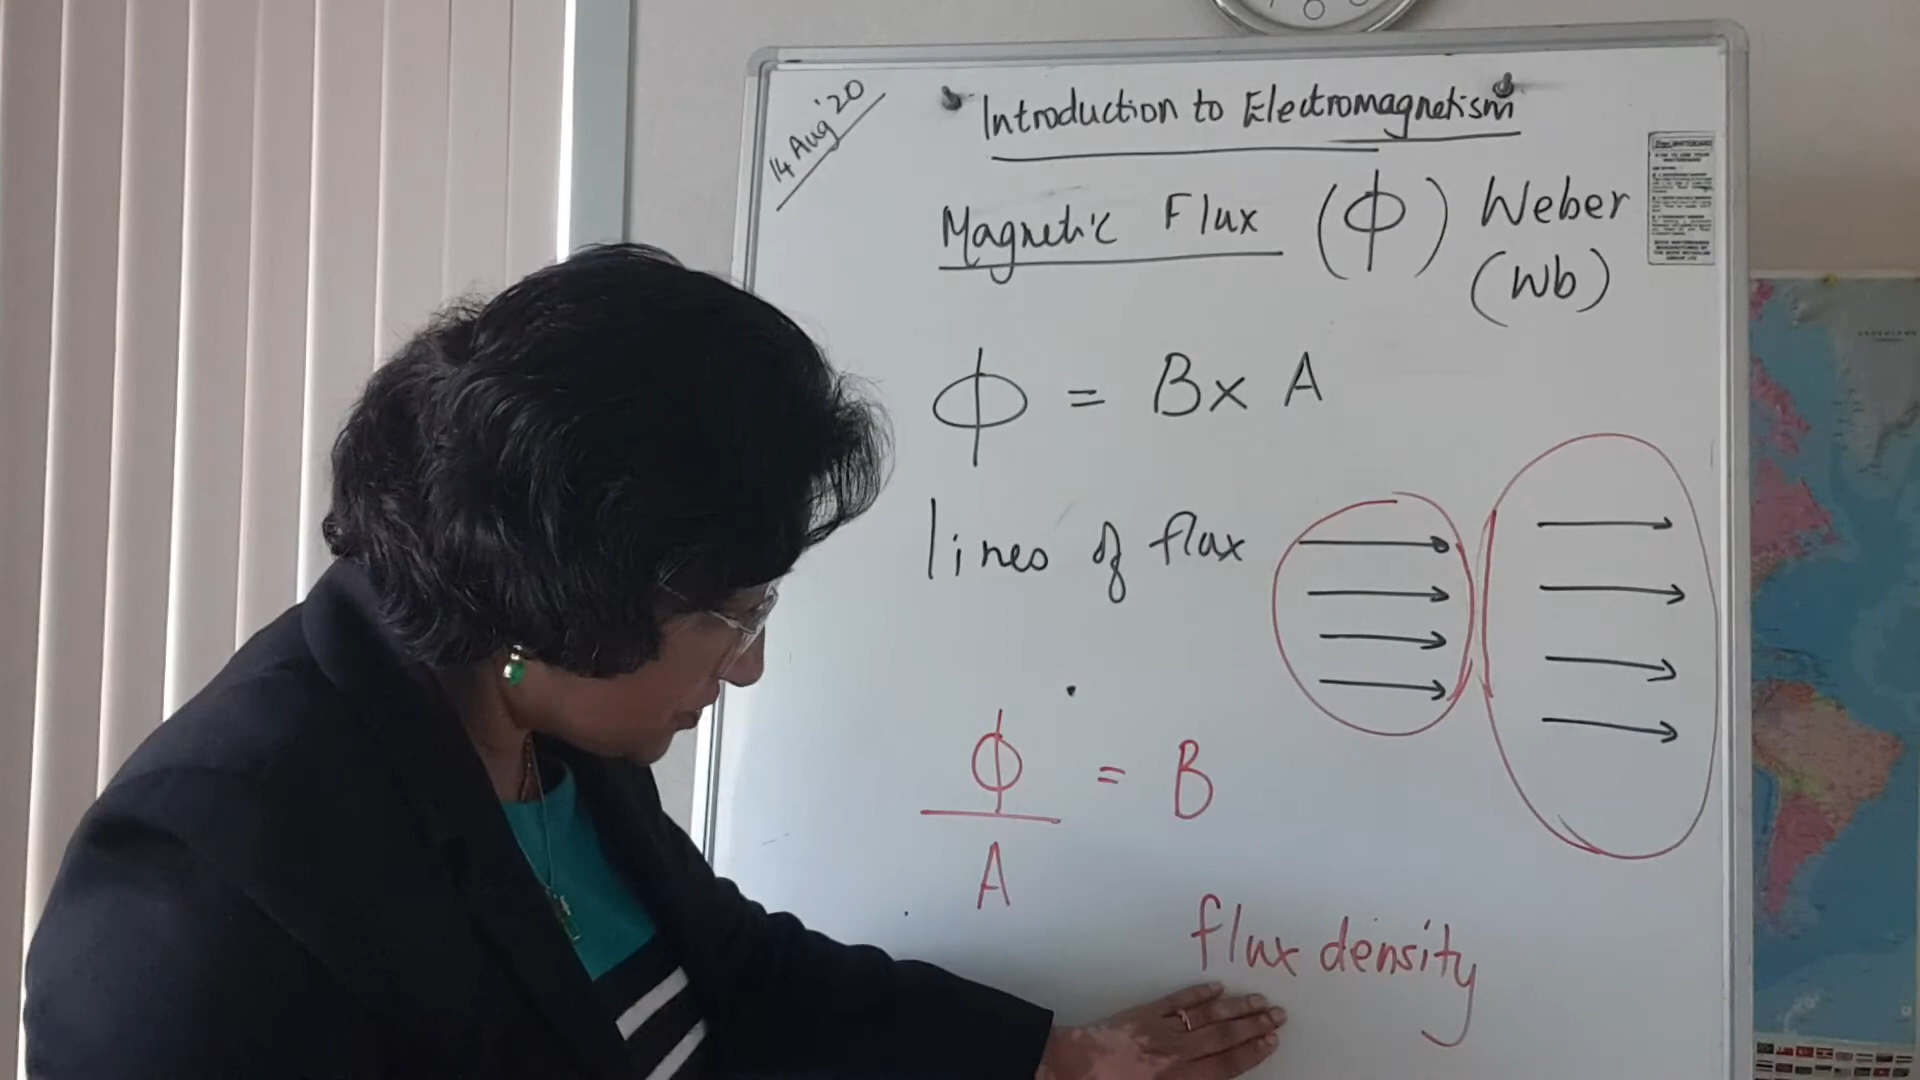 14 Aug '20
Introduction to Electromagnetism
Magnetic Flux (ϕ) Weber
(Wb)
ϕ = B x A
lines of flux
ϕ = B
A
flux density